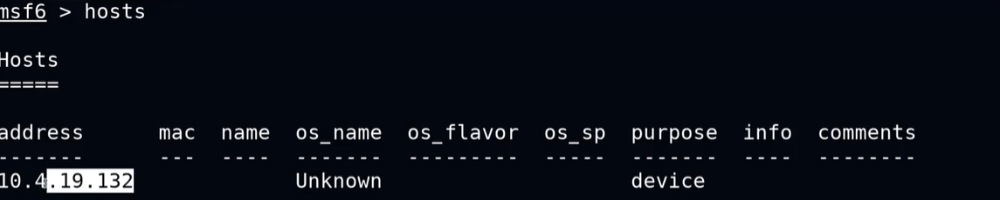 msf6 > hosts
Hosts
=====
address mac name os_name os_flavor os_sp purpose info comments
------- --- ---- ------- --------- ----- ------- ---- --------
10.4.19.132 Unknown device